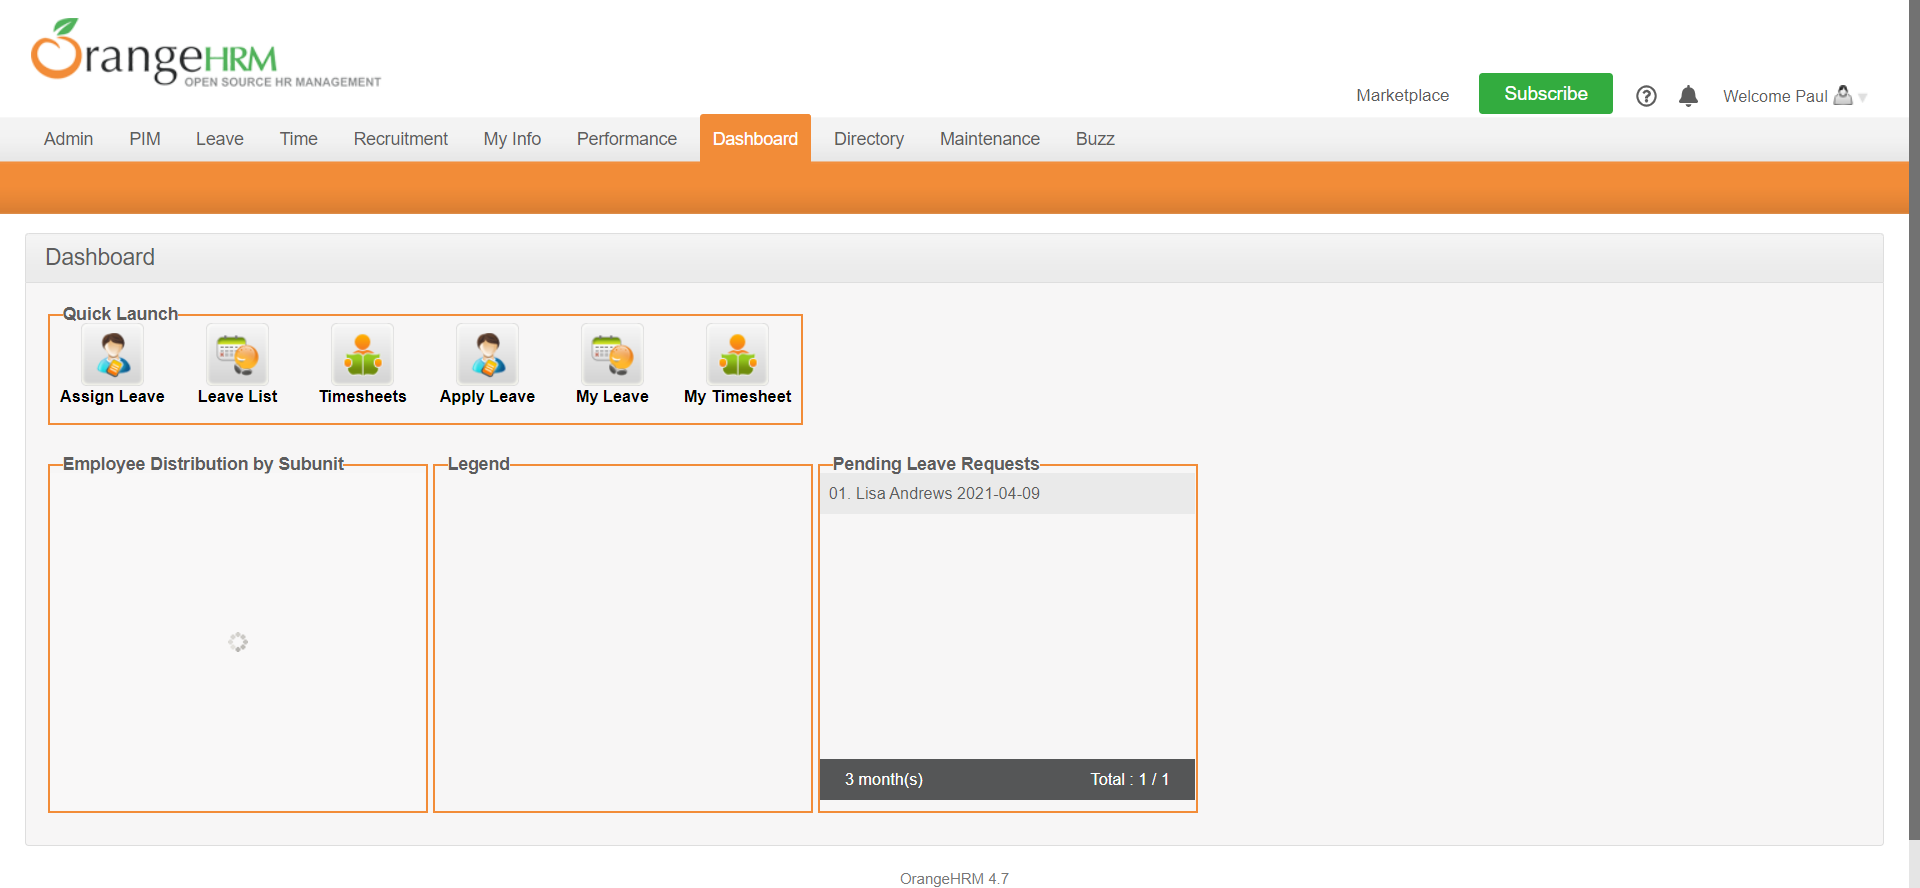 OrangeHRM
OPEN SOURCE HR MANAGEMENT
Marketplace
Subscribe
Welcome Paul
Admin
PIM
Leave
Time
Recruitment
My Info
Performance
Dashboard
Directory
Maintenance
Buzz
Dashboard
Quick Launch
Assign Leave
Leave List
Timesheets
Apply Leave
My Leave
My Timesheet
Employee Distribution by Subunit
Legend
Pending Leave Requests
01. Lisa Andrews 2021-04-09
3 month(s)
Total : 1 / 1
OrangeHRM 4.7